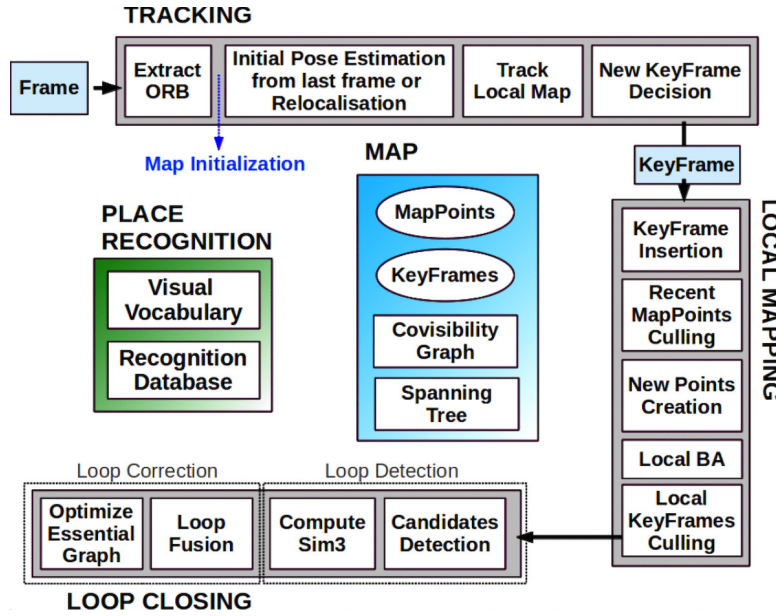 TRACKING
Frame
Extract
ORB
Initial Pose Estimation
from last frame or
Relocalisation
Track
Local Map
New KeyFrame
Decision
Map Initialization
MAP
KeyFrame
MapPoints
KeyFrames
Covisibility
Graph
Spanning
Tree
PLACE
RECOGNITION
Visual
Vocabulary
Recognition
Database
LOCAL MAPPING
KeyFrame
Insertion
Recent
MapPoints
Culling
New Points
Creation
Local BA
Local
KeyFrames
Culling
Loop Correction
Loop Detection
Optimize
Essential
Graph
Loop
Fusion
Compute
Sim3
Candidates
Detection
LOOP CLOSING